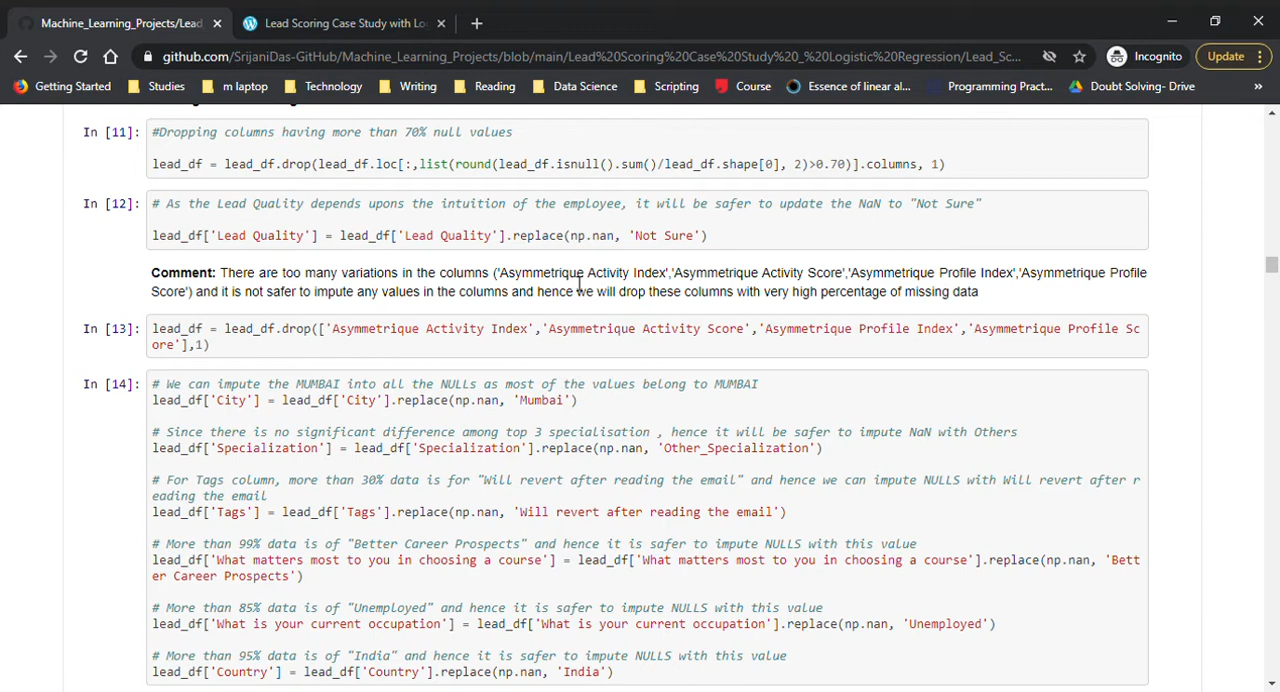 Machine_Learning_Projects/Lead_
Lead Scoring Case Study with Lo
github.com/SrijaniDas-GitHub/Machine_Learning_Projects/blob/main/Lead%20Scoring%20Case%20Study%20_%20Logistic%20Regression/Lead_Sc...
Incognito
Update
Getting Started
Studies
m laptop
Technology
Writing
Reading
Data Science
Scripting
Course
Essence of linear al...
Programming Pract...
Doubt Solving- Drive
»
In [11]: #Dropping columns having more than 70% null values
lead_df = lead_df.drop(lead_df.loc[:,list(round(lead_df.isnull().sum()/lead_df.shape[0], 2)>0.70)].columns, 1)
In [12]: # As the Lead Quality depends upons the intuition of the employee, it will be safer to update the NaN to "Not Sure"
lead_df['Lead Quality'] = lead_df['Lead Quality'].replace(np.nan, 'Not Sure')
Comment: There are too many variations in the columns ('Asymmetrique Activity Index','Asymmetrique Activity Score','Asymmetrique Profile Index','Asymmetrique Profile
Score') and it is not safer to impute any values in the columns and hence we will drop these columns with very high percentage of missing data
In [13]: lead_df = lead_df.drop(['Asymmetrique Activity Index','Asymmetrique Activity Score','Asymmetrique Profile Index','Asymmetrique Profile Sc
ore'],1)
In [14]: # We can impute the MUMBAI into all the NULLs as most of the values belong to MUMBAI
lead_df['City'] = lead_df['City'].replace(np.nan, 'Mumbai')
# Since there is no significant difference among top 3 specialisation , hence it will be safer to impute NaN with Others
lead_df['Specialization'] = lead_df['Specialization'].replace(np.nan, 'Other_Specialization')
# For Tags column, more than 30% data is for "Will revert after reading the email" and hence we can impute NULLS with Will revert after r
eading the email
lead_df['Tags'] = lead_df['Tags'].replace(np.nan, 'Will revert after reading the email')
# More than 99% data is of "Better Career Prospects" and hence it is safer to impute NULLS with this value
lead_df['What matters most to you in choosing a course'] = lead_df['What matters most to you in choosing a course'].replace(np.nan, 'Bett
er Career Prospects')
# More than 85% data is of "Unemployed" and hence it is safer to impute NULLS with this value
lead_df['What is your current occupation'] = lead_df['What is your current occupation'].replace(np.nan, 'Unemployed')
# More than 95% data is of "India" and hence it is safer to impute NULLS with this value
lead_df['Country'] = lead_df['Country'].replace(np.nan, 'India')